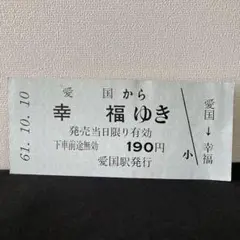 61.10.10
愛国から
幸福ゆき
発売当日限り有効
下車前途無効 190円
愛国駅発行
愛国
↓
幸福
小